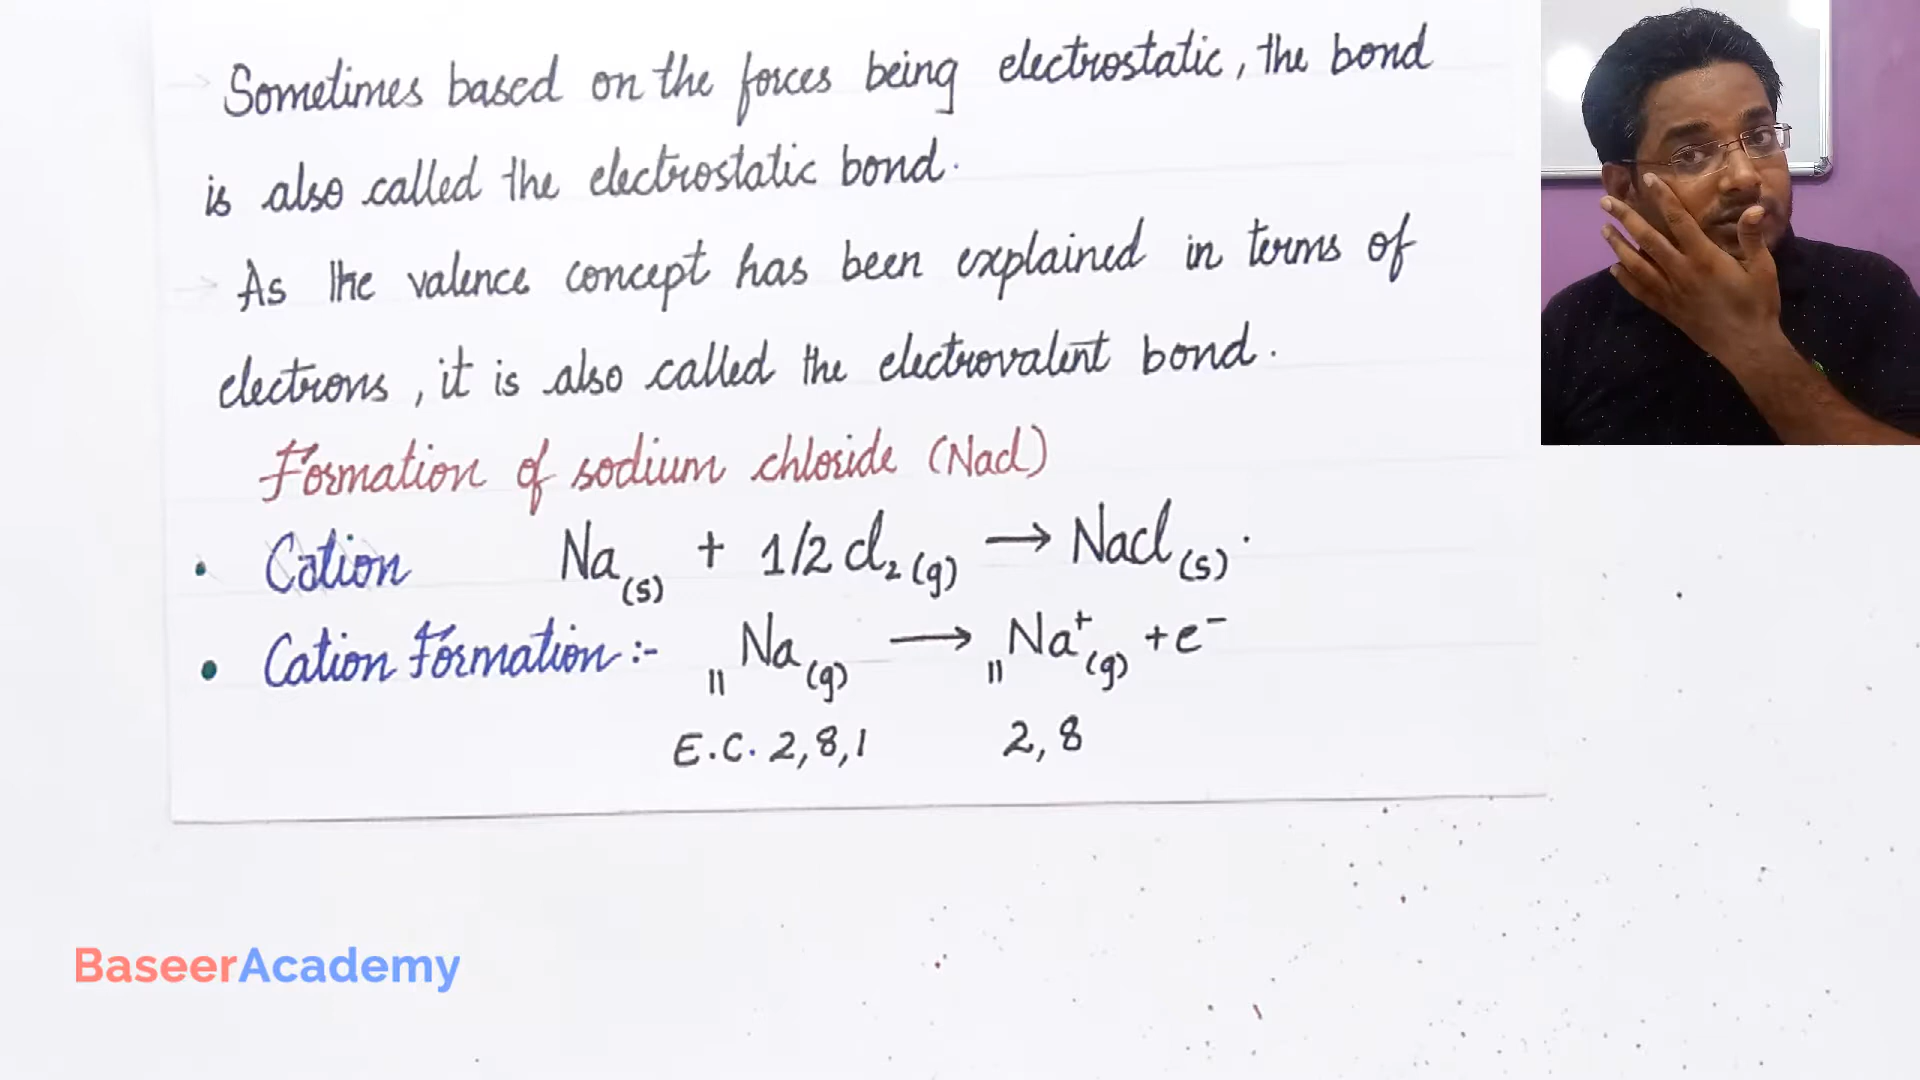 → Sometimes based on the forces being electrostatic, the bond
is also called the electrostatic bond.
→ As the valence concept has been explained in terms of
electrons, it is also called the electrovalent bond.
Formation of sodium chloride (Nacl)
• Cation Na(s) + 1/2 cl₂(g) → Nacl(s).
• Cation Formation:- ₁₁Na(g) → ₁₁Na⁺(g) + e⁻
E.C. 2,8,1 2,8
BaseerAcademy